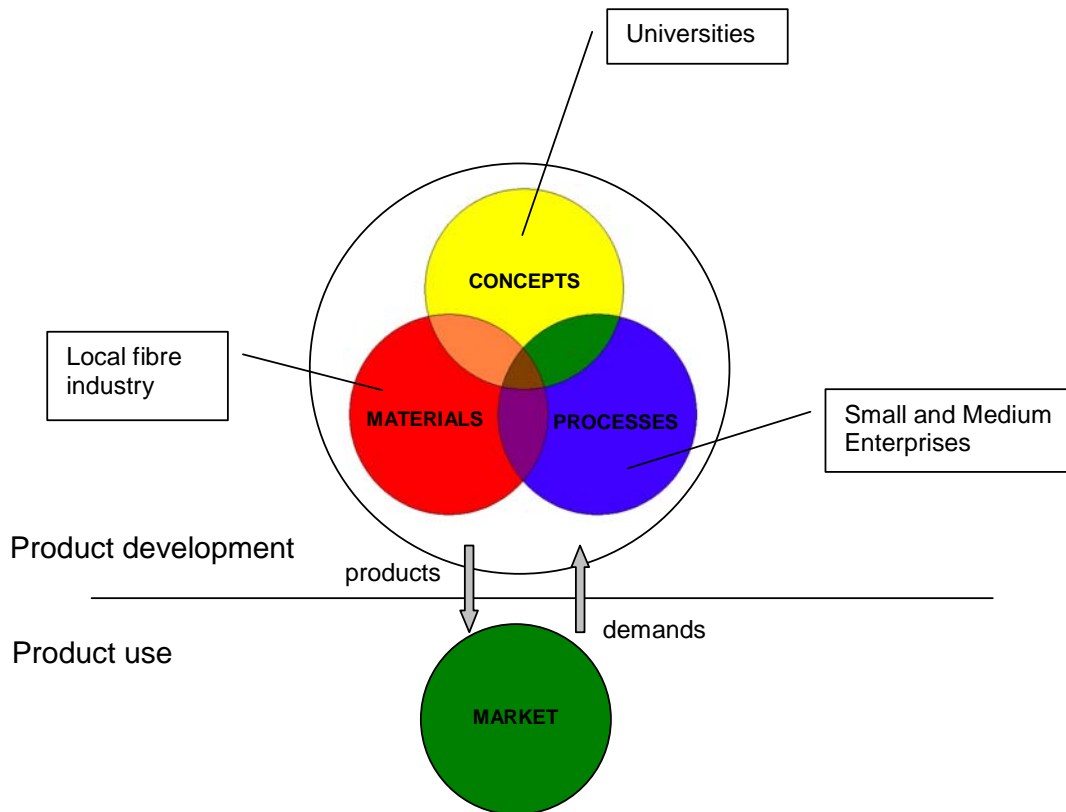 Universities
CONCEPTS
Local fibre
industry
MATERIALS
PROCESSES
Small and Medium
Enterprises
Product development
products
demands
Product use
MARKET